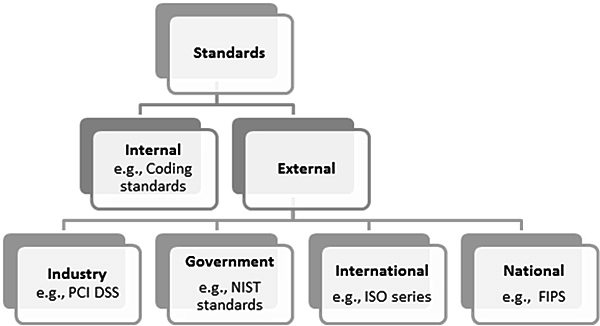 Standards
Internal
e.g., Coding
standards
External
Industry
e.g., PCI DSS
Government
e.g., NIST
standards
International
e.g., ISO series
National
e.g., FIPS